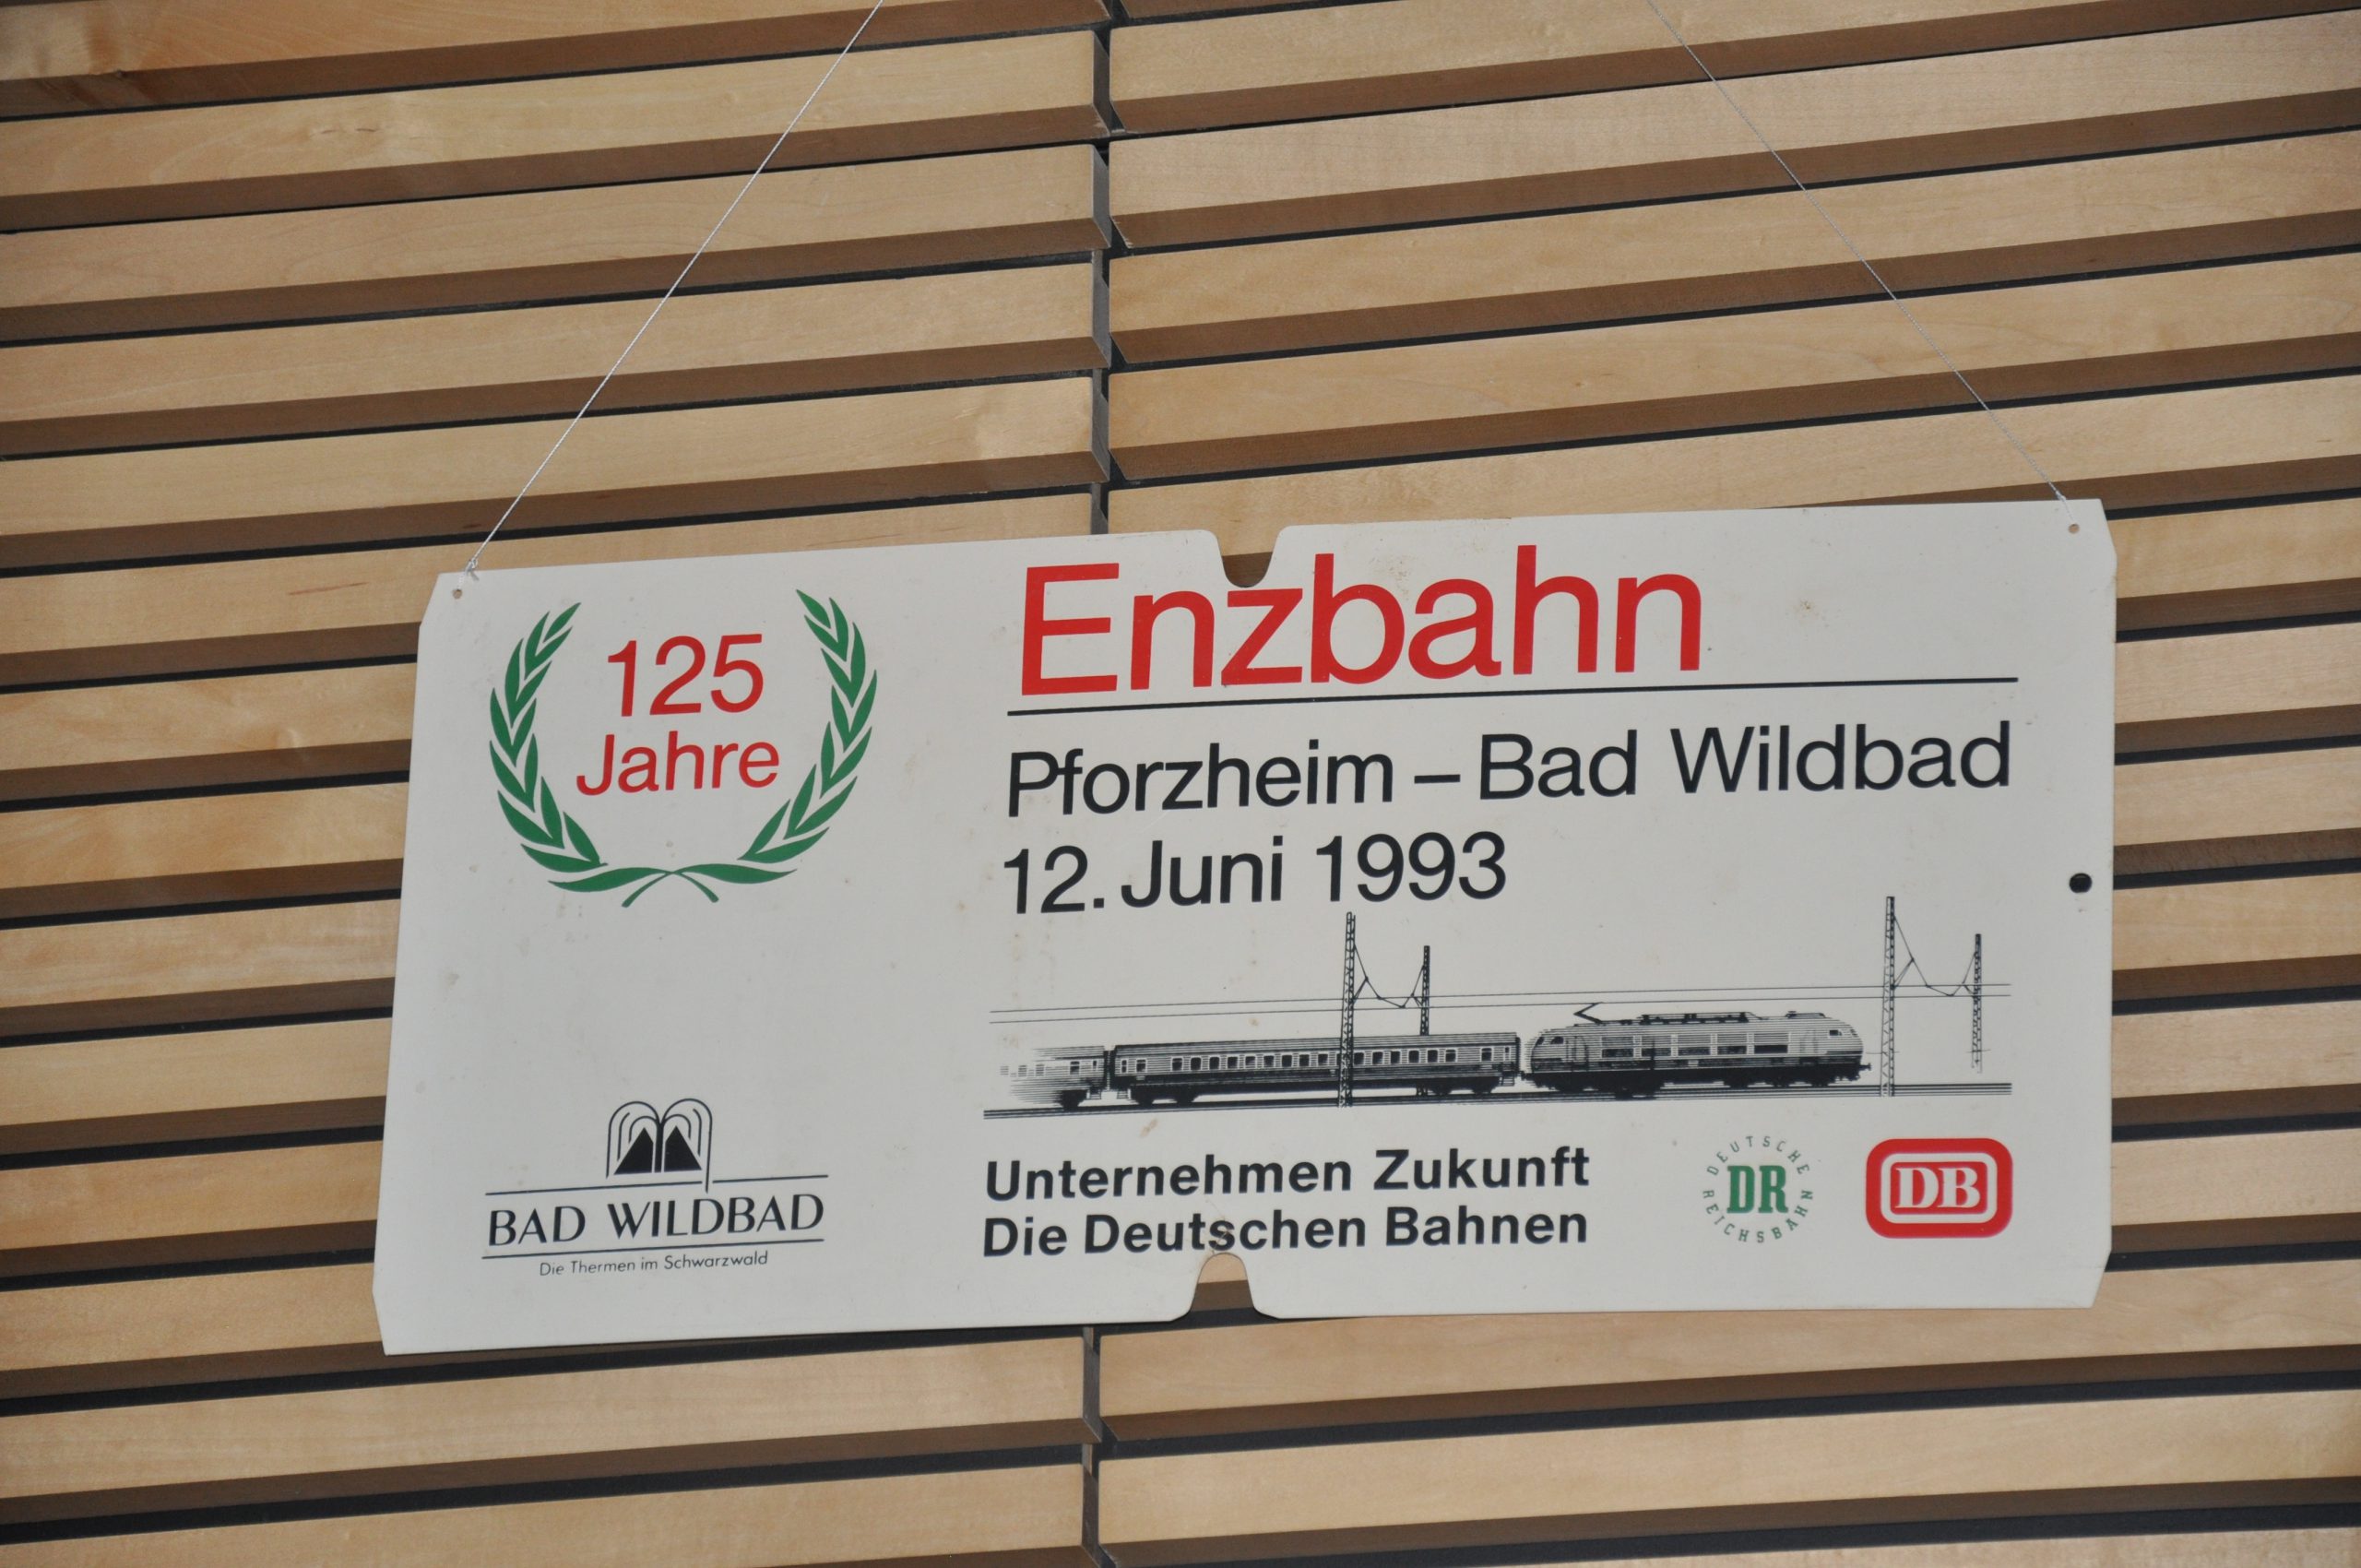 125
Jahre
Enzbahn
Pforzheim – Bad Wildbad
12. Juni 1993
BAD WILDBAD
Die Thermen im Schwarzwald
Unternehmen Zukunft
Die Deutschen Bahnen
DEUTSCHE REICHSBAHN
DR
DB